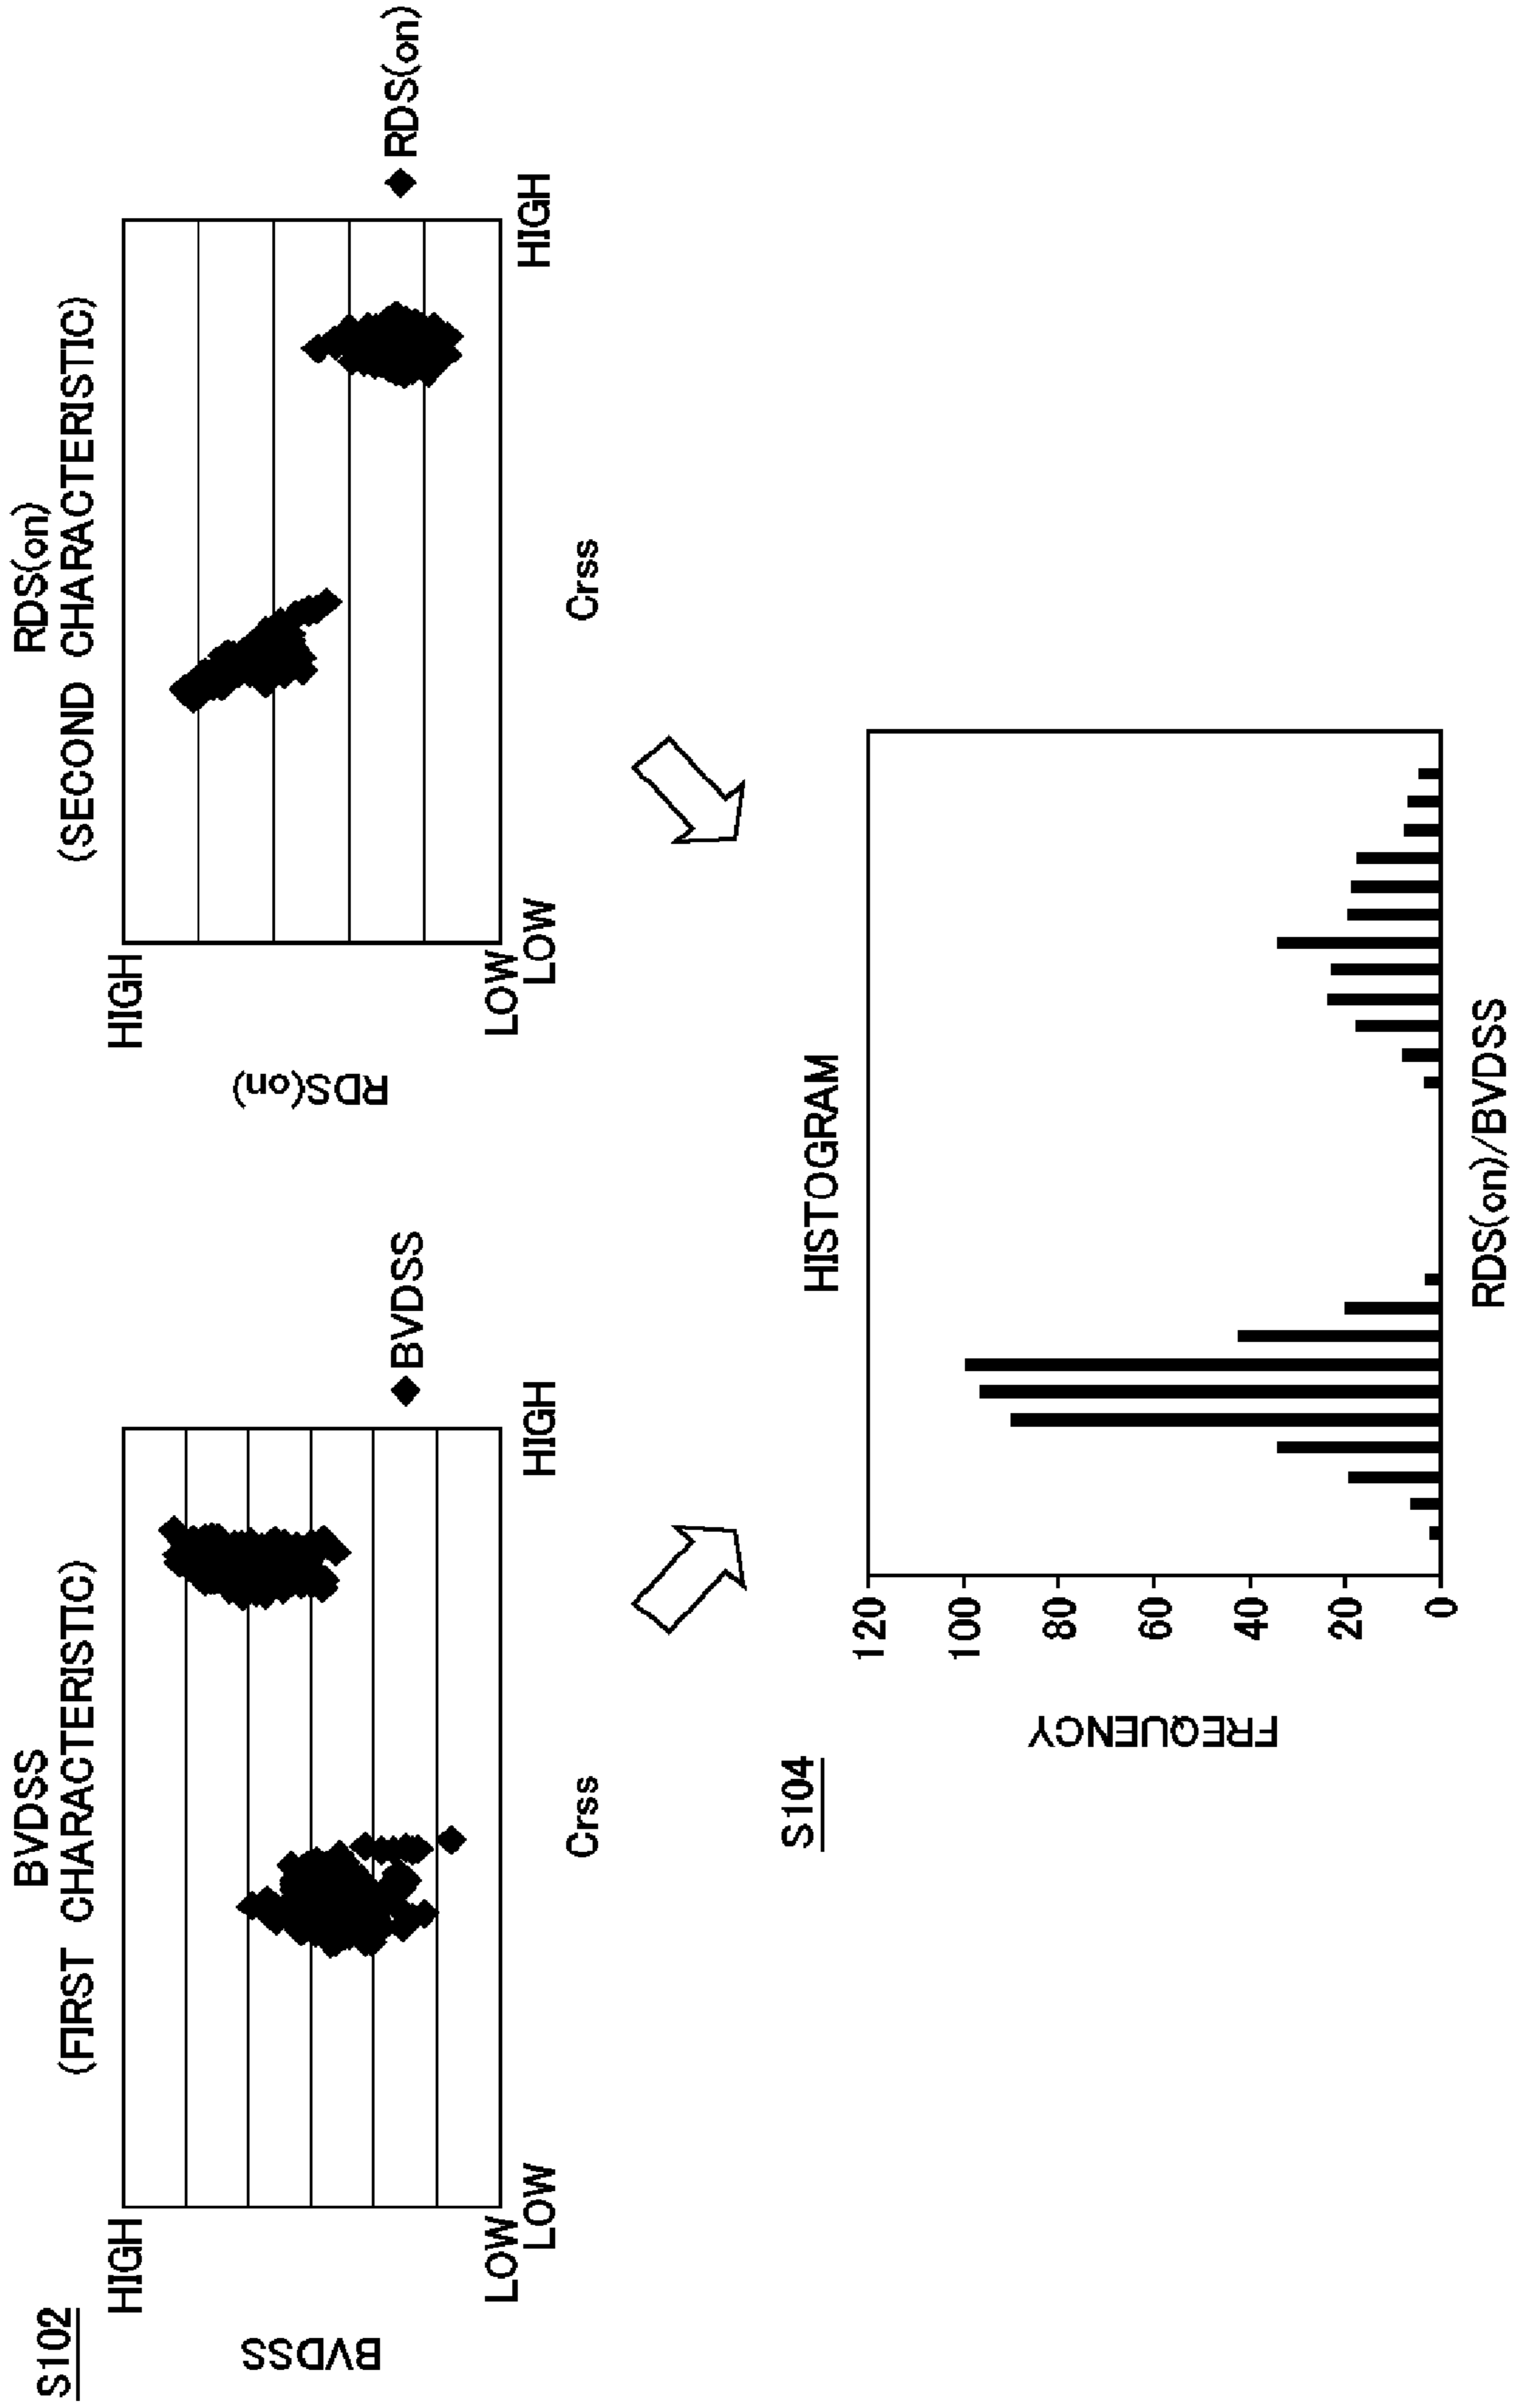 S102
BVDSS
(FIRST CHARACTERISTIC)
HIGH
BVDSS
LOW
LOW
HIGH
Crss
◆BVDSS
RDS(on)
(SECOND CHARACTERISTIC)
HIGH
RDS(on)
LOW
LOW
HIGH
Crss
◆RDS(on)
S104
HISTOGRAM
FREQUENCY
120
100
80
60
40
20
0
RDS(on)/BVDSS